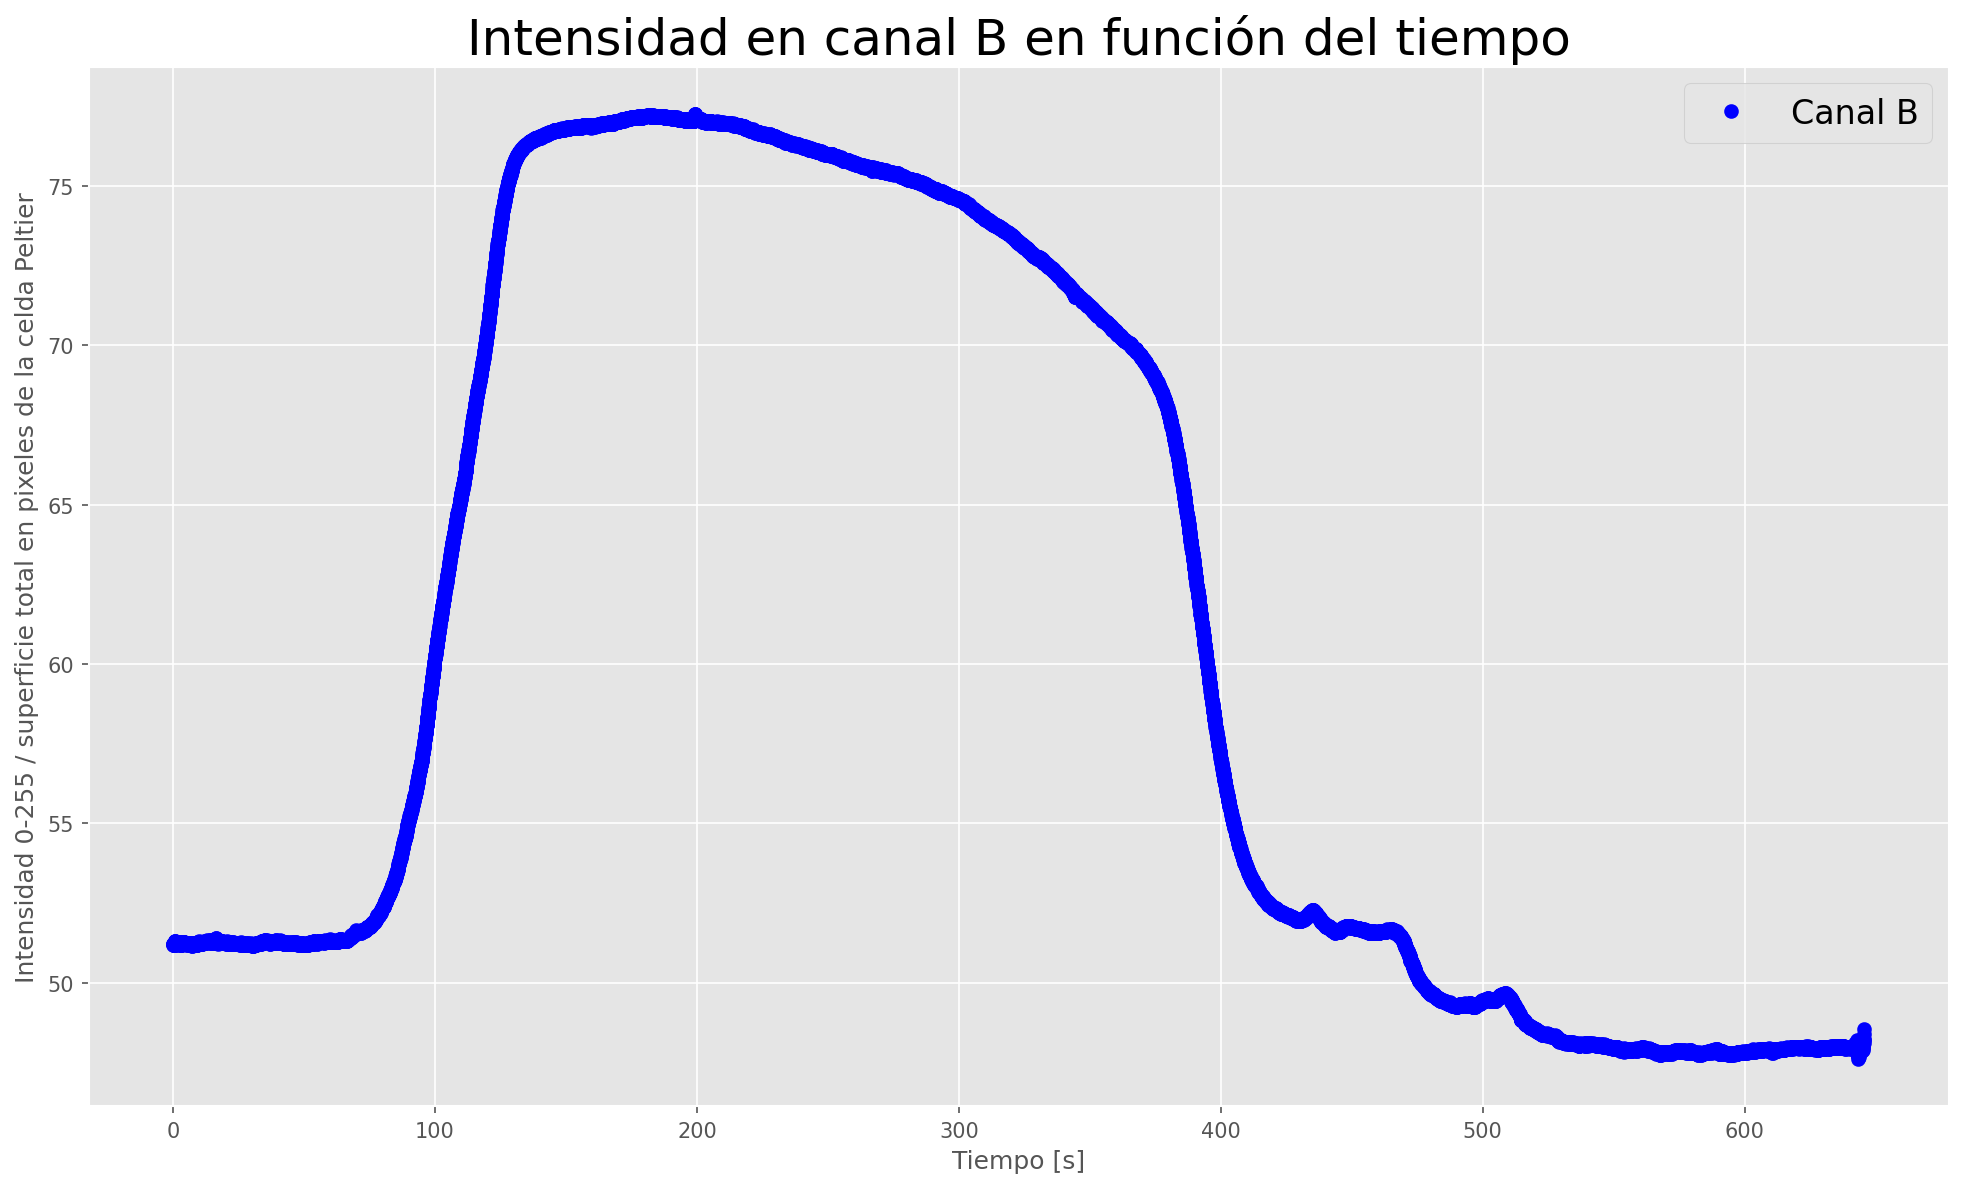 Intensidad en canal B en función del tiempo
Canal B
Intensidad 0-255 / superficie total en pixeles de la celda Peltier
75
70
65
60
55
50
0 100 200 300 400 500 600
Tiempo [s]